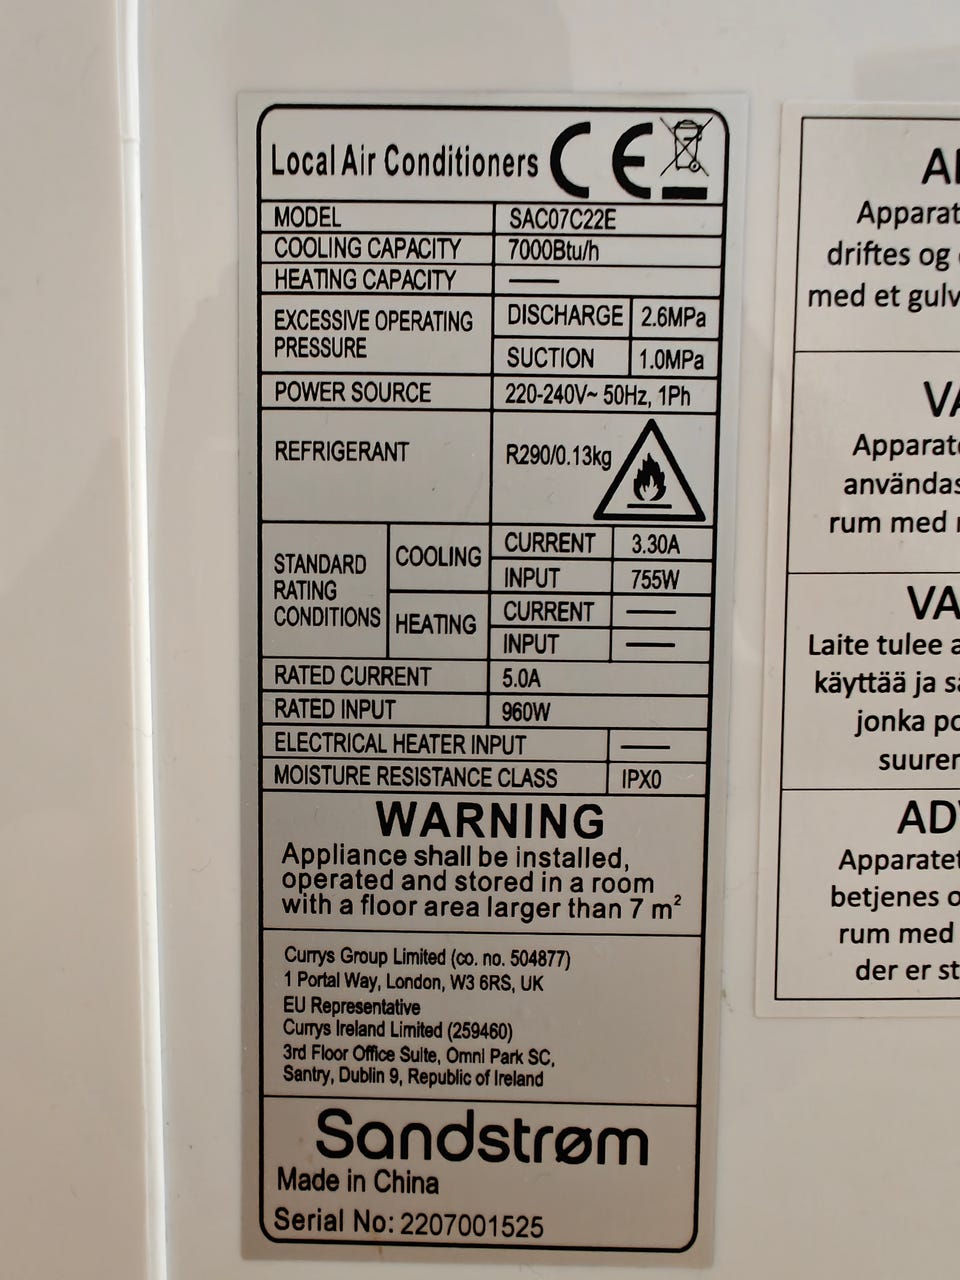 Local Air Conditioners CE
MODEL SAC07C22E
COOLING CAPACITY 7000Btu/h
HEATING CAPACITY —
EXCESSIVE OPERATING PRESSURE
DISCHARGE 2.6MPa
SUCTION 1.0MPa
POWER SOURCE 220-240V~ 50Hz, 1Ph
REFRIGERANT R290/0.13kg
STANDARD RATING CONDITIONS
COOLING
CURRENT 3.30A
INPUT 755W
HEATING
CURRENT —
INPUT —
RATED CURRENT 5.0A
RATED INPUT 960W
ELECTRICAL HEATER INPUT —
MOISTURE RESISTANCE CLASS IPX0
WARNING
Appliance shall be installed,
operated and stored in a room
with a floor area larger than 7 m²
Currys Group Limited (co. no. 504877)
1 Portal Way, London, W3 6RS, UK
EU Representative
Currys Ireland Limited (259460)
3rd Floor Office Suite, Omni Park SC,
Santry, Dublin 9, Republic of Ireland
Sandstrøm
Made in China
Serial No: 2207001525
driftes og
med et gulv
rum med
Laite tulee
käyttää ja
jonka
betjenes
rum med
der er